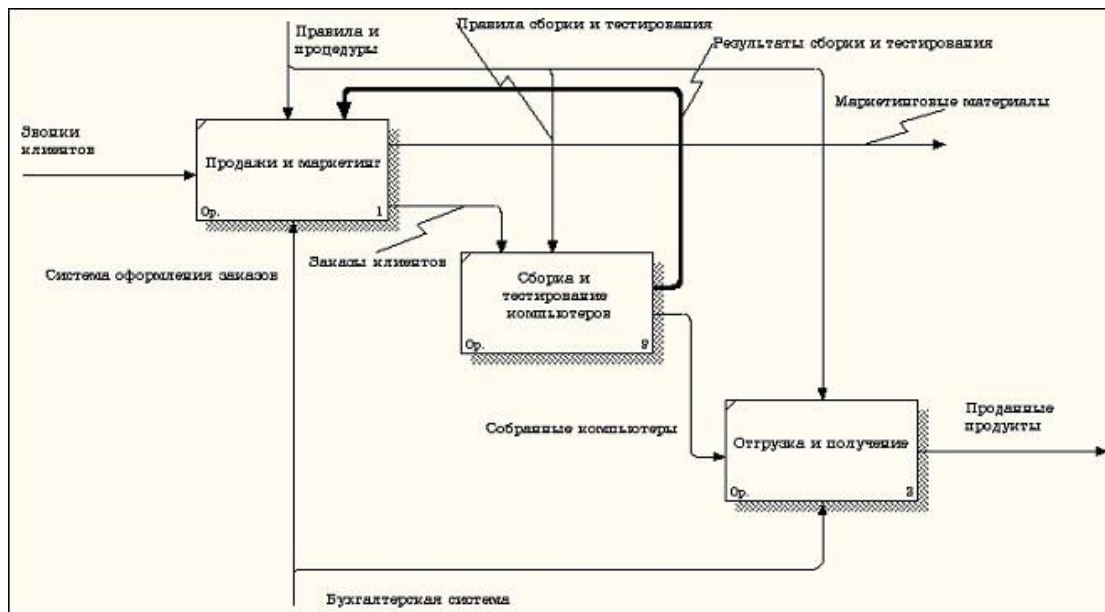 Правила и
процедуры
Правила сборки и тестирования
Результаты сборки и тестирования
Маркетинговые материалы
Звонки
клиентов
Продажи и маркетинг
Ор.
1
Система оформления заказов
Заказы клиентов
Сборка и
тестирование
компьютеров
Ор.
2
Собранные компьютеры
Отгрузка и получение
Ор.
3
Проданные
продукты
Бухгалтерская система